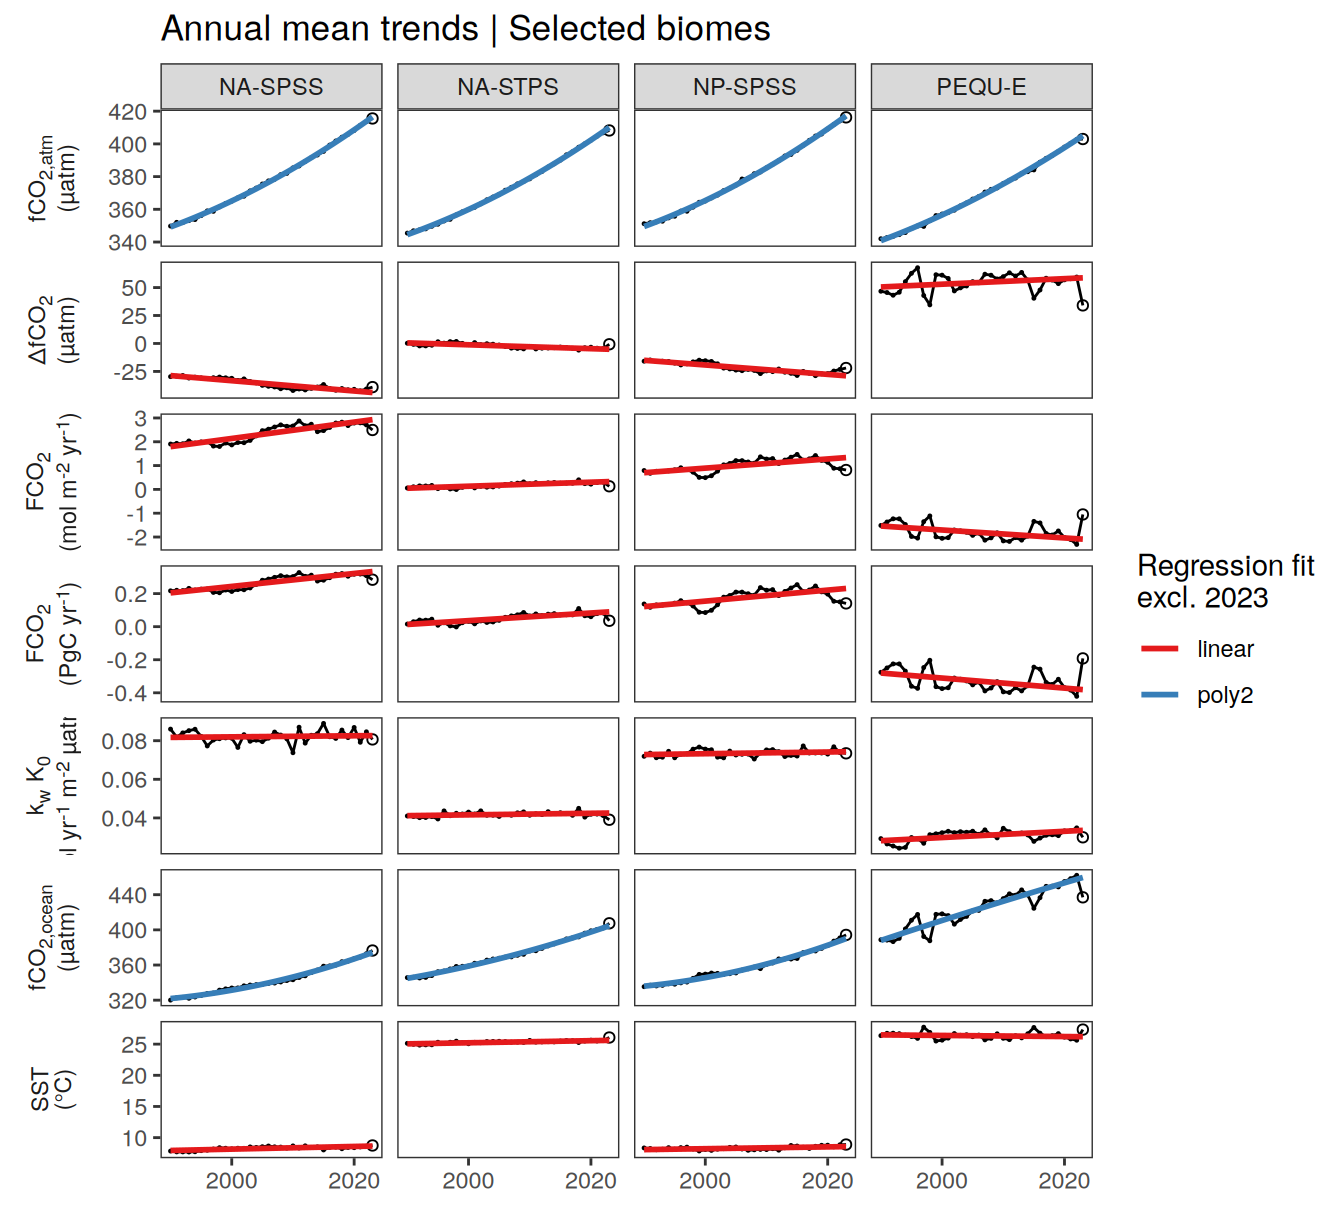 Annual mean trends | Selected biomes
NA-SPSS NA-STPS NP-SPSS PEQU-E
fCO2,atm
(µatm)
420
400
380
360
340
ΔfCO2
(µatm)
50
25
0
-25
FCO2
(mol m-2 yr-1)
3
2
1
0
-1
-2
FCO2
(PgC yr-1)
0.2
0.0
-0.2
-0.4
kw K0
l yr-1 m-2 µatm
0.08
0.06
0.04
fCO2,ocean
(µatm)
440
400
360
320
SST
(°C)
25
20
15
10
2000 2020 2000 2020 2000 2020 2000 2020
Regression fit
excl. 2023
linear
poly2